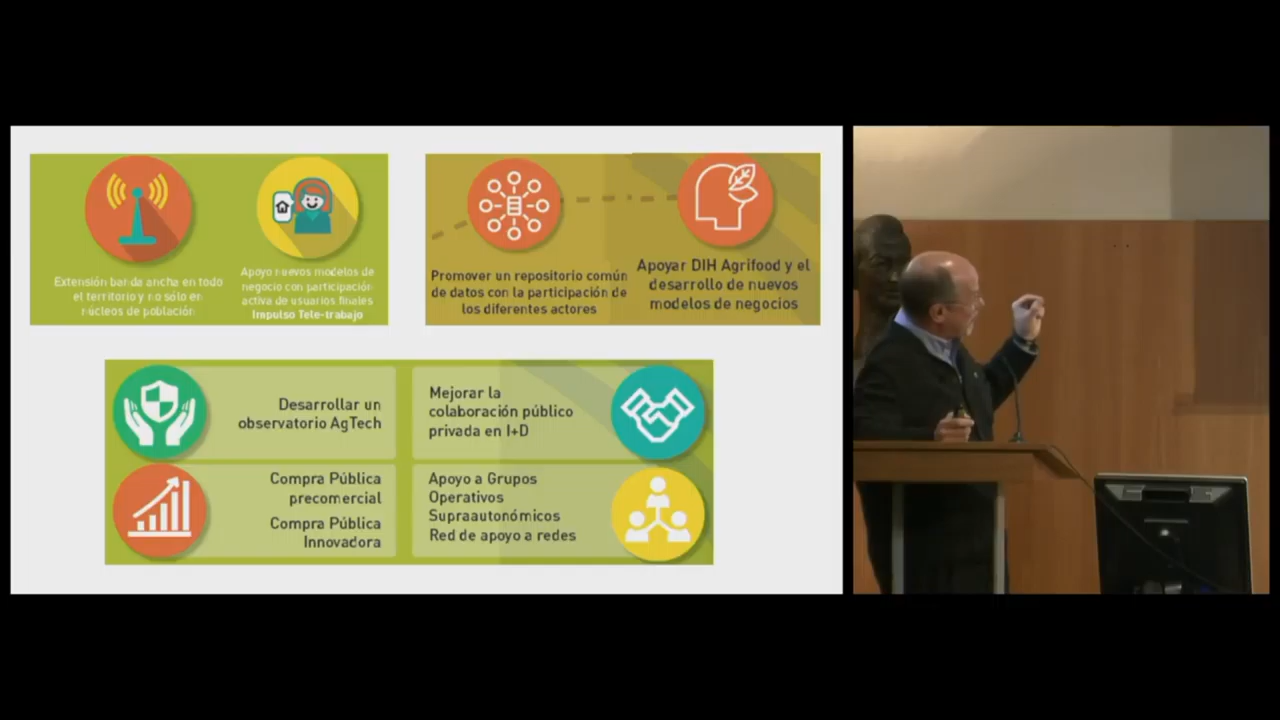 Extensión banda ancha en todo
el territorio y no sólo en
núcleos de población
Apoyo nuevos modelos de
negocio con participación
activa de usuarios finales
Impulso Tele-trabajo
Promover un repositorio común
de datos con la participación de
los diferentes actores
Apoyar DIH Agrifood y el
desarrollo de nuevos
modelos de negocios
Desarrollar un
observatorio AgTech
Mejorar la
colaboración público
privada en I+D
Compra Pública
precomercial
Compra Pública
Innovadora
Apoyo a Grupos
Operativos
Supraautonómicos
Red de apoyo a redes